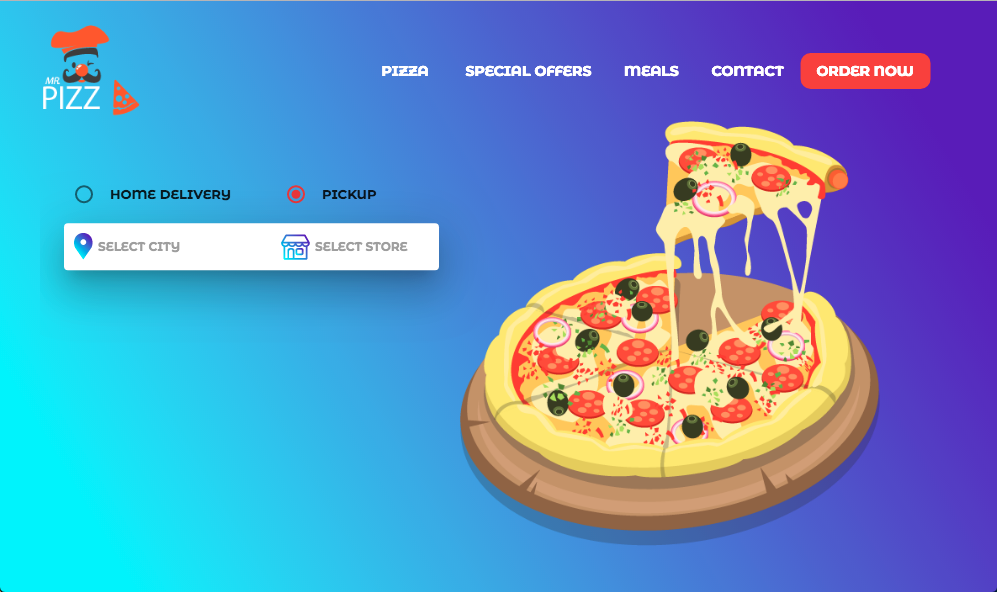 MR.
PIZZ
PIZZA SPECIAL OFFERS MEALS CONTACT ORDER NOW
HOME DELIVERY PICKUP
SELECT CITY SELECT STORE